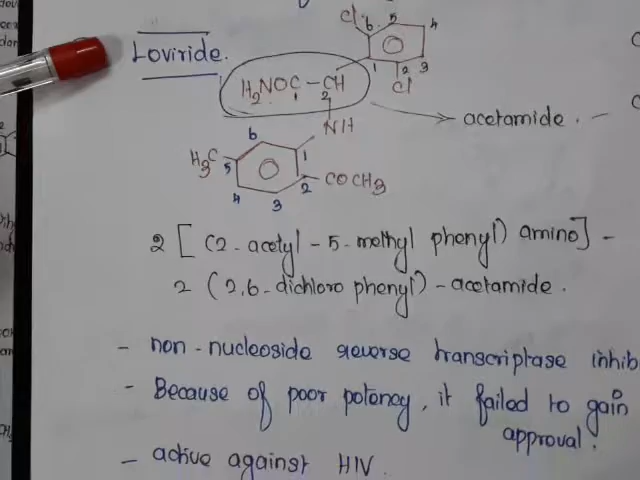 Loviride.
Cl 6 5 4
1 2 3
Cl
H₂NOC - CH
1 2
NH
→ acetamide.
6 1
H₃C 5 2 - COCH₃
4 3
2 [(2-acetyl-5-methyl phenyl) amino] -
2 (2,6-dichloro phenyl) - acetamide.
- non-nucleoside reverse transcriptase inhib
- Because of poor potency, it failed to gain
approval.
- active against HIV.